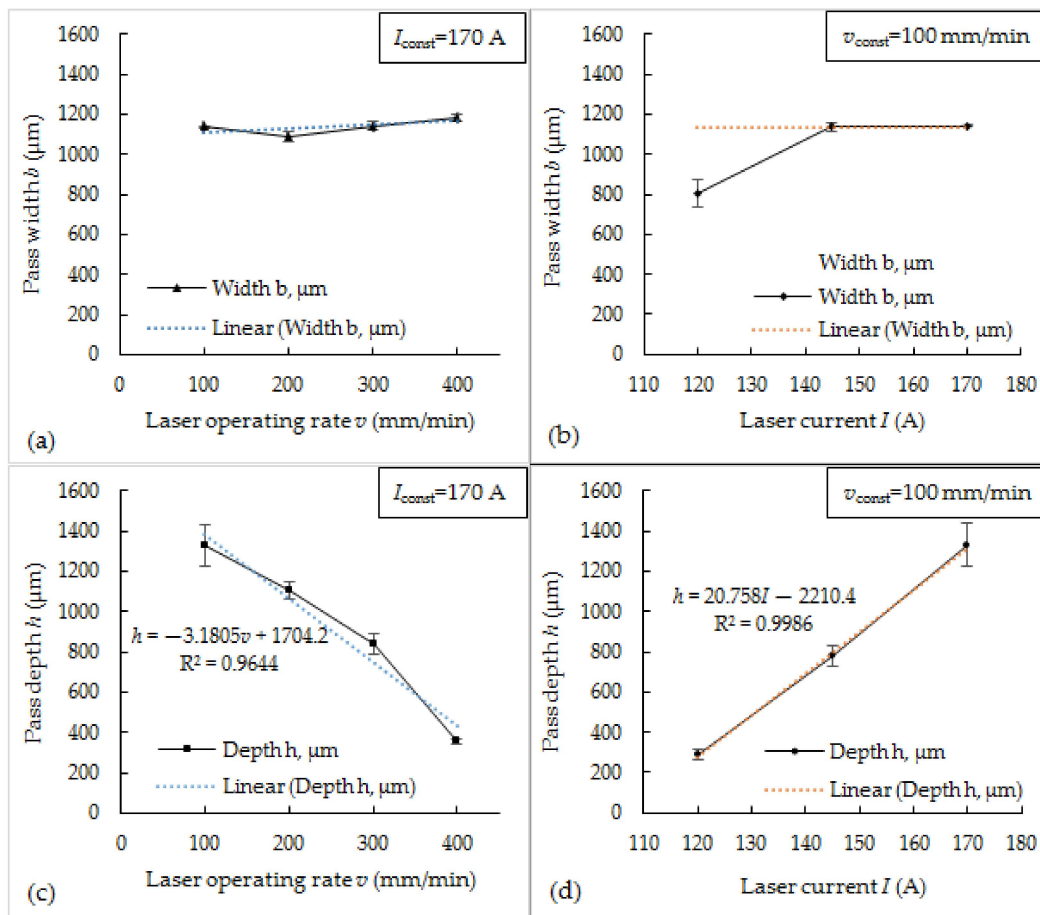 I_const=170 A
1600
1400
1200
1000
800
600
400
200
0
Pass width b (µm)
Width b, µm
Linear (Width b, µm)
0 100 200 300 400
Laser operating rate v (mm/min)
(a)
v_const=100 mm/min
1600
1400
1200
1000
800
600
400
200
0
Pass width b (µm)
Width b, µm
Width b, µm
Linear (Width b, µm)
110 120 130 140 150 160 170 180
Laser current I (A)
(b)
I_const=170 A
1600
1400
1200
1000
800
600
400
200
0
Pass depth h (µm)
h = −3.1805v + 1704.2
R² = 0.9644
Depth h, µm
Linear (Depth h, µm)
0 100 200 300 400
Laser operating rate v (mm/min)
(c)
v_const=100 mm/min
1600
1400
1200
1000
800
600
400
200
0
Pass depth h (µm)
h = 20.758I − 2210.4
R² = 0.9986
Depth h, µm
Linear (Depth h, µm)
110 120 130 140 150 160 170 180
Laser current I (A)
(d)